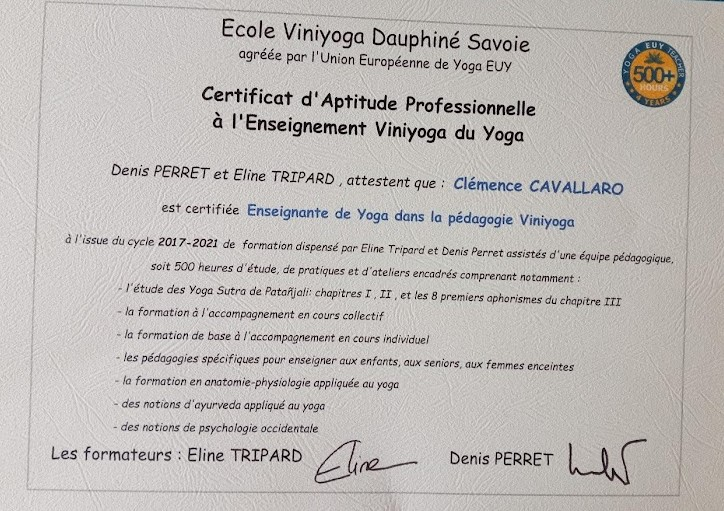 Ecole Viniyoga Dauphiné Savoie
agréée par l'Union Européenne de Yoga EUY
YOGA EUY TEACHER
500+
HOURS
4 YEARS
Certificat d'Aptitude Professionnelle
à l'Enseignement Viniyoga du Yoga
Denis PERRET et Eline TRIPARD , attestent que : Clémence CAVALLARO
est certifiée Enseignante de Yoga dans la pédagogie Viniyoga
à l'issue du cycle 2017-2021 de formation dispensé par Eline Tripard et Denis Perret assistés d'une équipe pédagogique,
soit 500 heures d'étude, de pratiques et d'ateliers encadrés comprenant notamment :
- l'étude des Yoga Sutra de Patañjali: chapitres I , II , et les 8 premiers aphorismes du chapitre III
- la formation à l'accompagnement en cours collectif
- la formation de base à l'accompagnement en cours individuel
- les pédagogies spécifiques pour enseigner aux enfants, aux seniors, aux femmes enceintes
- la formation en anatomie-physiologie appliquée au yoga
- des notions d'ayurveda appliqué au yoga
- des notions de psychologie occidentale
Les formateurs : Eline TRIPARD Eline Denis PERRET